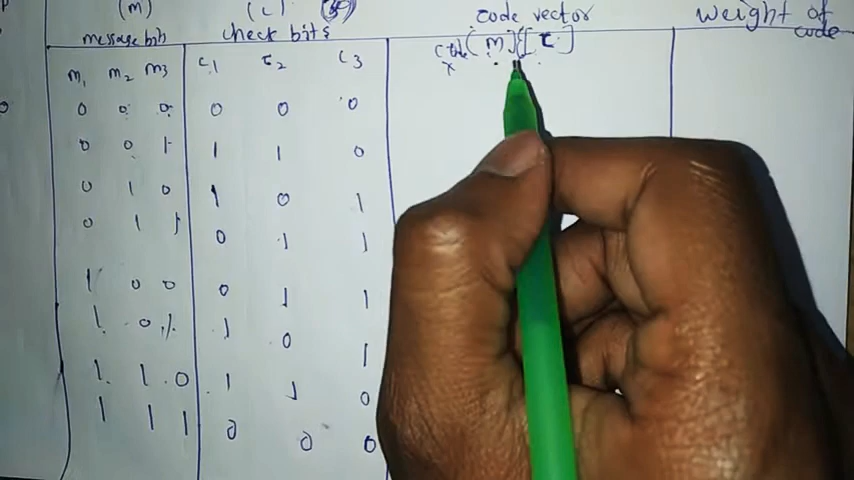 (m) (c) code vector weight of
message bits check bits code
m1 m2 m3 c1 c2 c3 code [m][c]
x
0 0 0 0 0 0 0
0 0 1 1 1 0
0 1 0 1 0 1
0 1 1 0 1 1
1 0 0 0 1 1
1 0 1 1 0 1
1 1 0 1 1 0
1 1 1 0 0 0